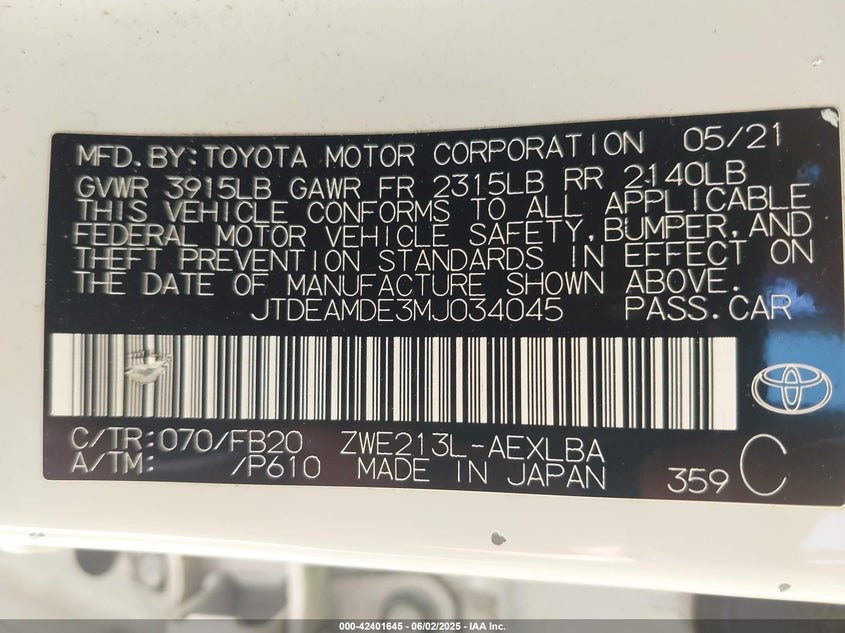 MFD.BY:TOYOTA MOTOR CORPORATION 05/21
GVWR 3915LB GAWR FR 2315LB RR 2140LB
THIS VEHICLE CONFORMS TO ALL APPLICABLE
FEDERAL MOTOR VEHICLE SAFETY,BUMPER,AND
THEFT PREVENTION STANDARDS IN EFFECT ON
THE DATE OF MANUFACTURE SHOWN ABOVE.
JTDEAMDE3MJ034045 PASS.CAR
C/TR:070/FB20 ZWE213L-AEXLBA
A/TM: /P610 MADE IN JAPAN 359 C
000-42401645 - 06/02/2025 - IAA Inc.